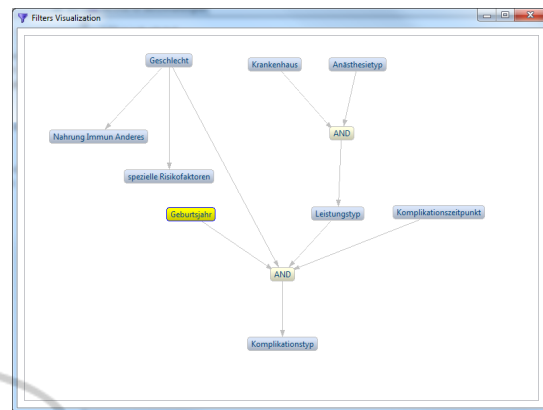 Filters Visualization
Geschlecht
Krankenhaus
Anästhesietyp
Nahrung Immun Anderes
AND
spezielle Risikofaktoren
Geburtsjahr
Leistungstyp
Komplikationszeitpunkt
AND
Komplikationstyp